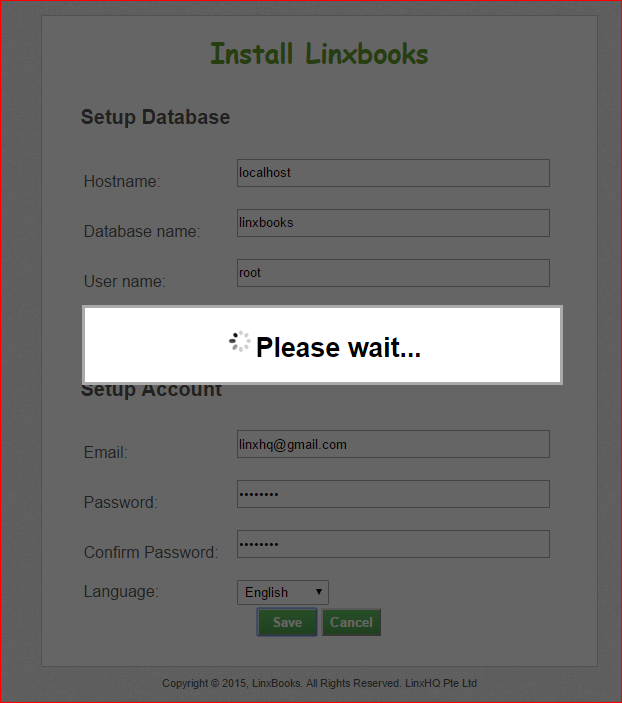 Install Linxbooks
Setup Database
Hostname: localhost
Database name: linxbooks
User name: root
Please wait...
Setup Account
Email: linxhq@gmail.com
Password: ••••••••
Confirm Password: ••••••••
Language: English
Save Cancel
Copyright © 2015, LinxBooks. All Rights Reserved. LinxHQ Pte Ltd